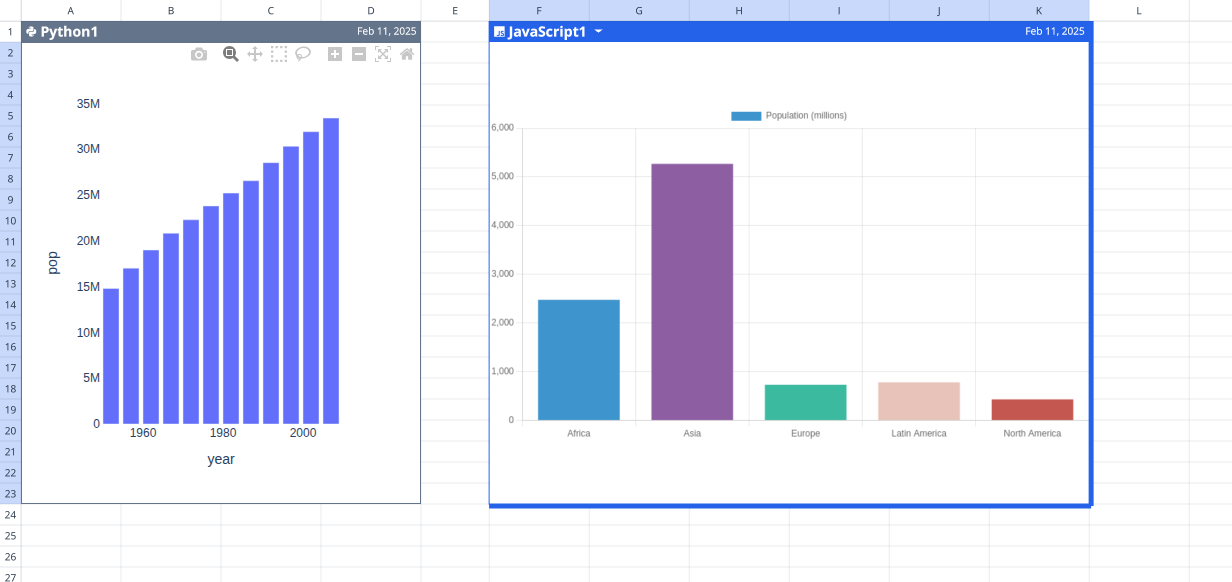 A B C D E F G H I J K L
1 Python1 Feb 11, 2025 JS JavaScript1 Feb 11, 2025
2
3
4
5
6
7
8
9
10
11
12
13
14
15
16
17
18
19
20
21
22
23
24
25
26
27
35M
30M
25M
20M
15M
10M
5M
0
pop
1960 1980 2000
year
Population (millions)
6,000
5,000
4,000
3,000
2,000
1,000
0
Africa Asia Europe Latin America North America